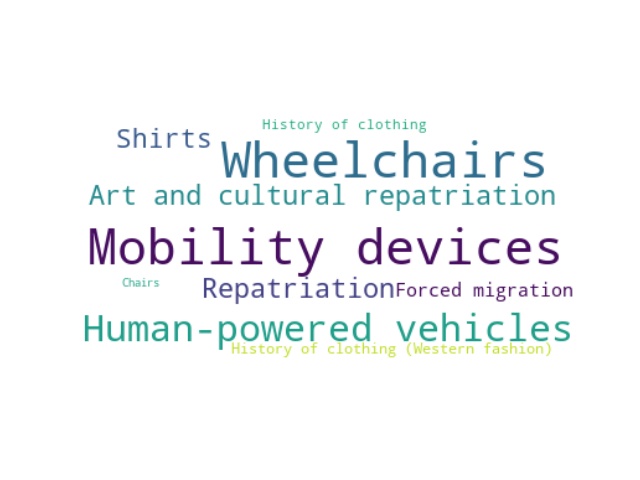 History of clothing
Shirts
Wheelchairs
Art and cultural repatriation
Mobility devices
Chairs
Repatriation
Forced migration
Human-powered vehicles
History of clothing (Western fashion)